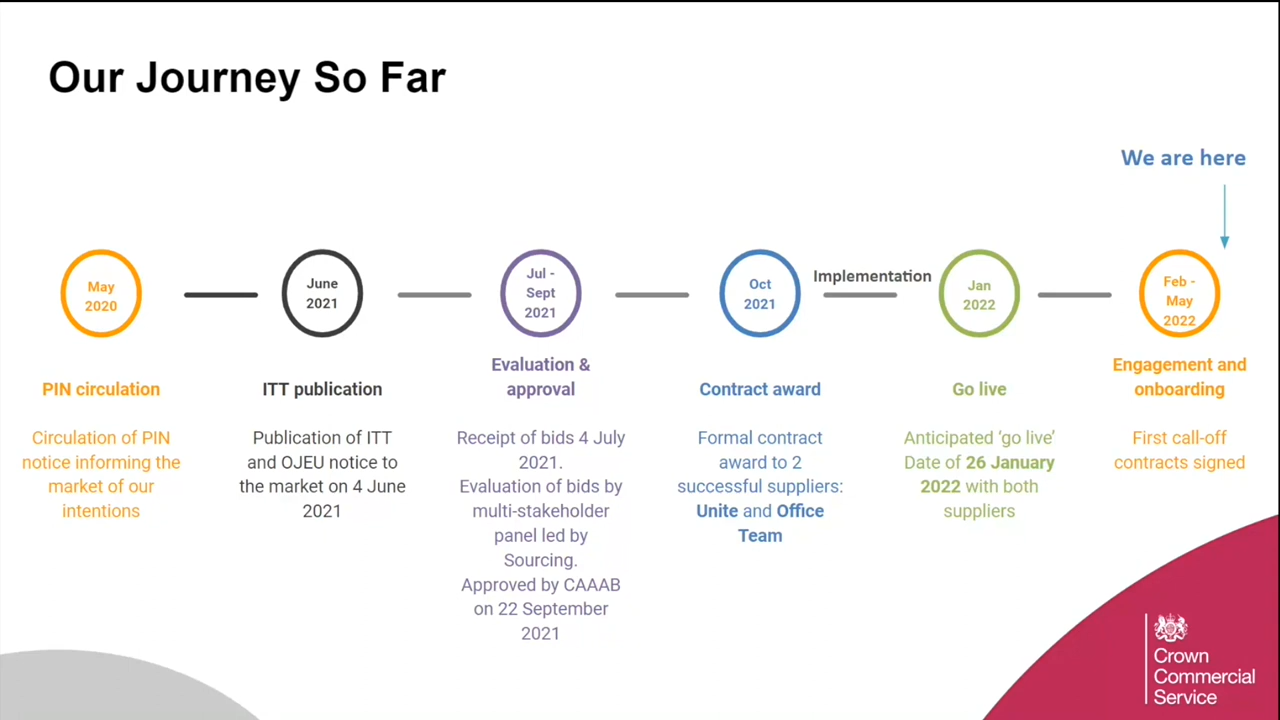 Our Journey So Far
We are here
May
2020
June
2021
Jul -
Sept
2021
Oct
2021
Implementation
Jan
2022
Feb -
May
2022
PIN circulation
Circulation of PIN
notice informing the
market of our
intentions
ITT publication
Publication of ITT
and OJEU notice to
the market on 4 June
2021
Evaluation &
approval
Receipt of bids 4 July
2021.
Evaluation of bids by
multi-stakeholder
panel led by
Sourcing.
Approved by CAAAB
on 22 September
2021
Contract award
Formal contract
award to 2
successful suppliers:
Unite and Office
Team
Go live
Anticipated ‘go live’
Date of 26 January
2022 with both
suppliers
Engagement and
onboarding
First call-off
contracts signed
Crown
Commercial
Service